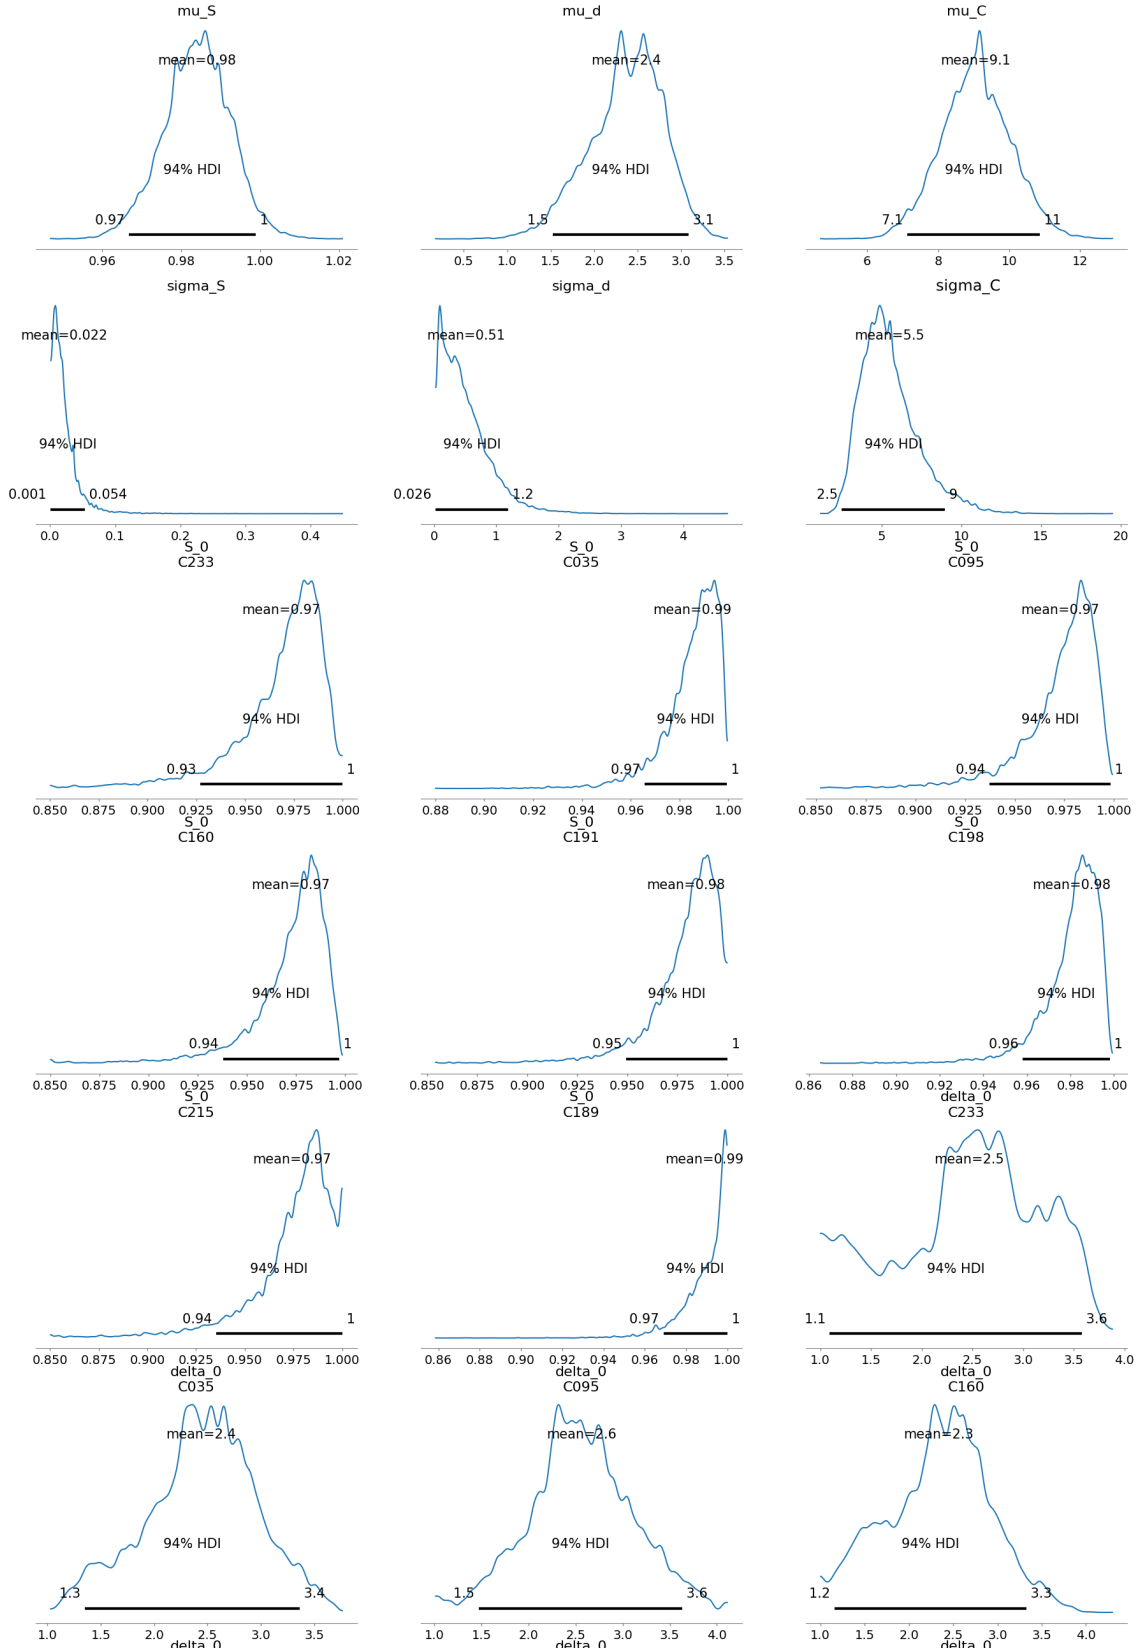 mu_S
mu_d
mu_C
mean=0.98
mean=2.4
mean=9.1
94% HDI
94% HDI
94% HDI
0.97
1
1.5
3.1
7.1
11
0.96
0.98
1.00
1.02
0.5
1.0
1.5
2.0
2.5
3.0
3.5
6
8
10
12
sigma_S
sigma_d
sigma_C
mean=0.022
mean=0.51
mean=5.5
94% HDI
94% HDI
94% HDI
0.001
0.054
0.026
1.2
2.5
9
0.0
0.1
0.2
0.3
0.4
0
1
2
3
4
5
10
15
20
S_0
C233
S_0
C035
S_0
C095
mean=0.97
mean=0.99
mean=0.97
94% HDI
94% HDI
94% HDI
0.93
1
0.97
1
0.94
1
0.850
0.875
0.900
0.925
0.950
0.975
1.000
0.88
0.90
0.92
0.94
0.96
0.98
1.00
0.850
0.875
0.900
0.925
0.950
0.975
1.000
S_0
C160
S_0
C191
S_0
C198
mean=0.97
mean=0.98
mean=0.98
94% HDI
94% HDI
94% HDI
0.94
1
0.95
1
0.96
1
0.850
0.875
0.900
0.925
0.950
0.975
1.000
0.850
0.875
0.900
0.925
0.950
0.975
1.000
0.86
0.88
0.90
0.92
0.94
0.96
0.98
1.00
S_0
C215
S_0
C189
delta_0
C233
mean=0.97
mean=0.99
mean=2.5
94% HDI
94% HDI
94% HDI
0.94
1
0.97
1
1.1
3.6
0.850
0.875
0.900
0.925
0.950
0.975
1.000
0.86
0.88
0.90
0.92
0.94
0.96
0.98
1.00
1.0
1.5
2.0
2.5
3.0
3.5
4.0
delta_0
C035
delta_0
C095
delta_0
C160
mean=2.4
mean=2.6
mean=2.3
94% HDI
94% HDI
94% HDI
1.3
3.4
1.5
3.6
1.2
3.3
1.0
1.5
2.0
2.5
3.0
3.5
1.0
1.5
2.0
2.5
3.0
3.5
4.0
1.0
1.5
2.0
2.5
3.0
3.5
4.0
delta_0
delta_0
delta_0